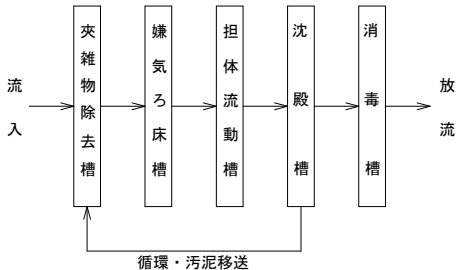 流入
夾雑物除去槽
嫌気ろ床槽
担体流動槽
沈殿槽
消毒槽
放流
循環・汚泥移送